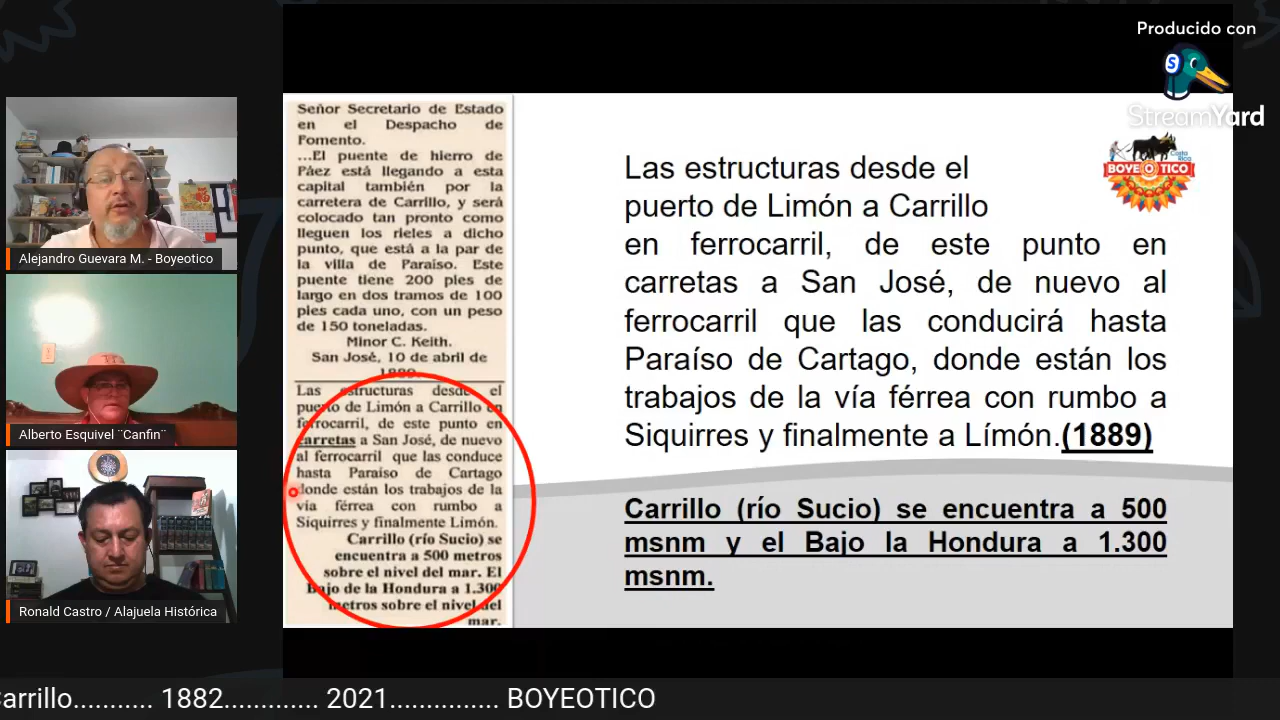 Producido con
StreamYard
Alejandro Guevara M. - Boyeotico
Alberto Esquivel ¨Canfin¨
Ronald Castro / Alajuela Histórica
Señor Secretario de Estado
en el Despacho de
Fomento.
...El puente de hierro de
Páez está llegando a esta
capital también por la
carretera de Carrillo, y será
colocado tan pronto como
lleguen los rieles a dicho
punto, que está a la par de
la villa de Paraíso. Este
puente tiene 200 pies de
largo en dos tramos de 100
pies cada uno, con un peso
de 150 toneladas.
Minor C. Keith.
San José, 10 de abril de
1889.
Las estructuras desde el
puerto de Limón a Carrillo en
ferrocarril, de este punto en
carretas a San José, de nuevo
al ferrocarril que las conduce
hasta Paraíso de Cartago
donde están los trabajos de la
vía férrea con rumbo a
Siquirres y finalmente Limón.
Carrillo (río Sucio) se
encuentra a 500 metros
sobre el nivel del mar. El
Bajo de la Hondura a 1.300
metros sobre el nivel del
mar.
Costa Rica
BOYEOTICO
Las estructuras desde el
puerto de Limón a Carrillo
en ferrocarril, de este punto en
carretas a San José, de nuevo al
ferrocarril que las conducirá hasta
Paraíso de Cartago, donde están los
trabajos de la vía férrea con rumbo a
Siquirres y finalmente a Límón.(1889)
Carrillo (río Sucio) se encuentra a 500
msnm y el Bajo la Hondura a 1.300
msnm.
arrillo.......... 1882............ 2021............... BOYEOTICO